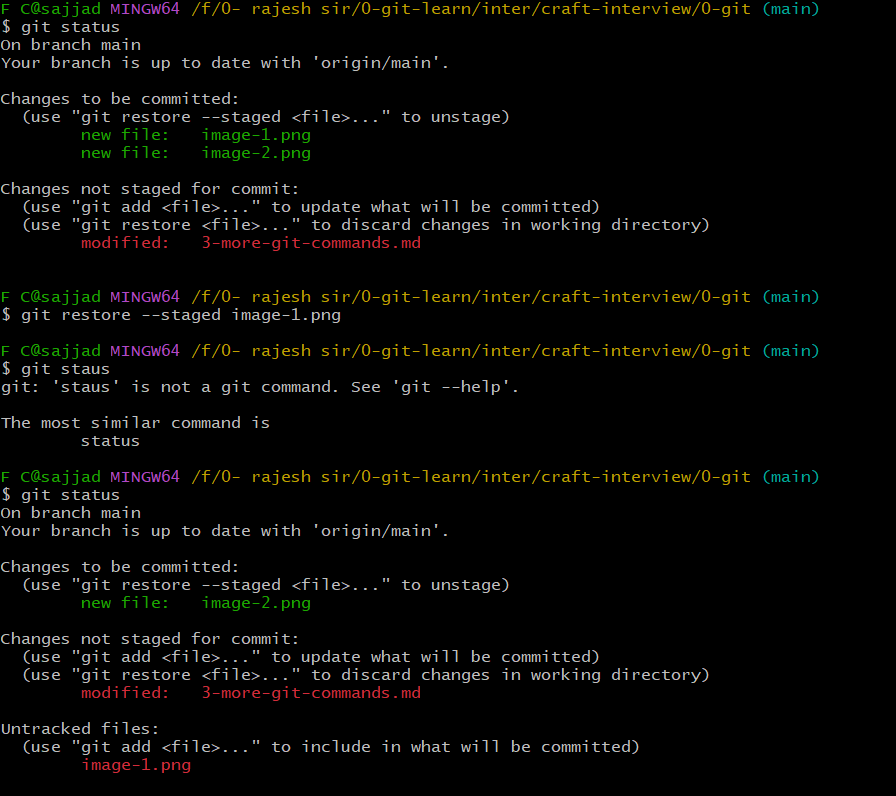 F C@sajjad MINGW64 /f/0- rajesh sir/0-git-learn/inter/craft-interview/0-git (main)
$ git status
On branch main
Your branch is up to date with 'origin/main'.
Changes to be committed:
  (use "git restore --staged <file>..." to unstage)
        new file:   image-1.png
        new file:   image-2.png
Changes not staged for commit:
  (use "git add <file>..." to update what will be committed)
  (use "git restore <file>..." to discard changes in working directory)
        modified:   3-more-git-commands.md
F C@sajjad MINGW64 /f/0- rajesh sir/0-git-learn/inter/craft-interview/0-git (main)
$ git restore --staged image-1.png
F C@sajjad MINGW64 /f/0- rajesh sir/0-git-learn/inter/craft-interview/0-git (main)
$ git staus
git: 'staus' is not a git command. See 'git --help'.
The most similar command is
        status
F C@sajjad MINGW64 /f/0- rajesh sir/0-git-learn/inter/craft-interview/0-git (main)
$ git status
On branch main
Your branch is up to date with 'origin/main'.
Changes to be committed:
  (use "git restore --staged <file>..." to unstage)
        new file:   image-2.png
Changes not staged for commit:
  (use "git add <file>..." to update what will be committed)
  (use "git restore <file>..." to discard changes in working directory)
        modified:   3-more-git-commands.md
Untracked files:
  (use "git add <file>..." to include in what will be committed)
        image-1.png